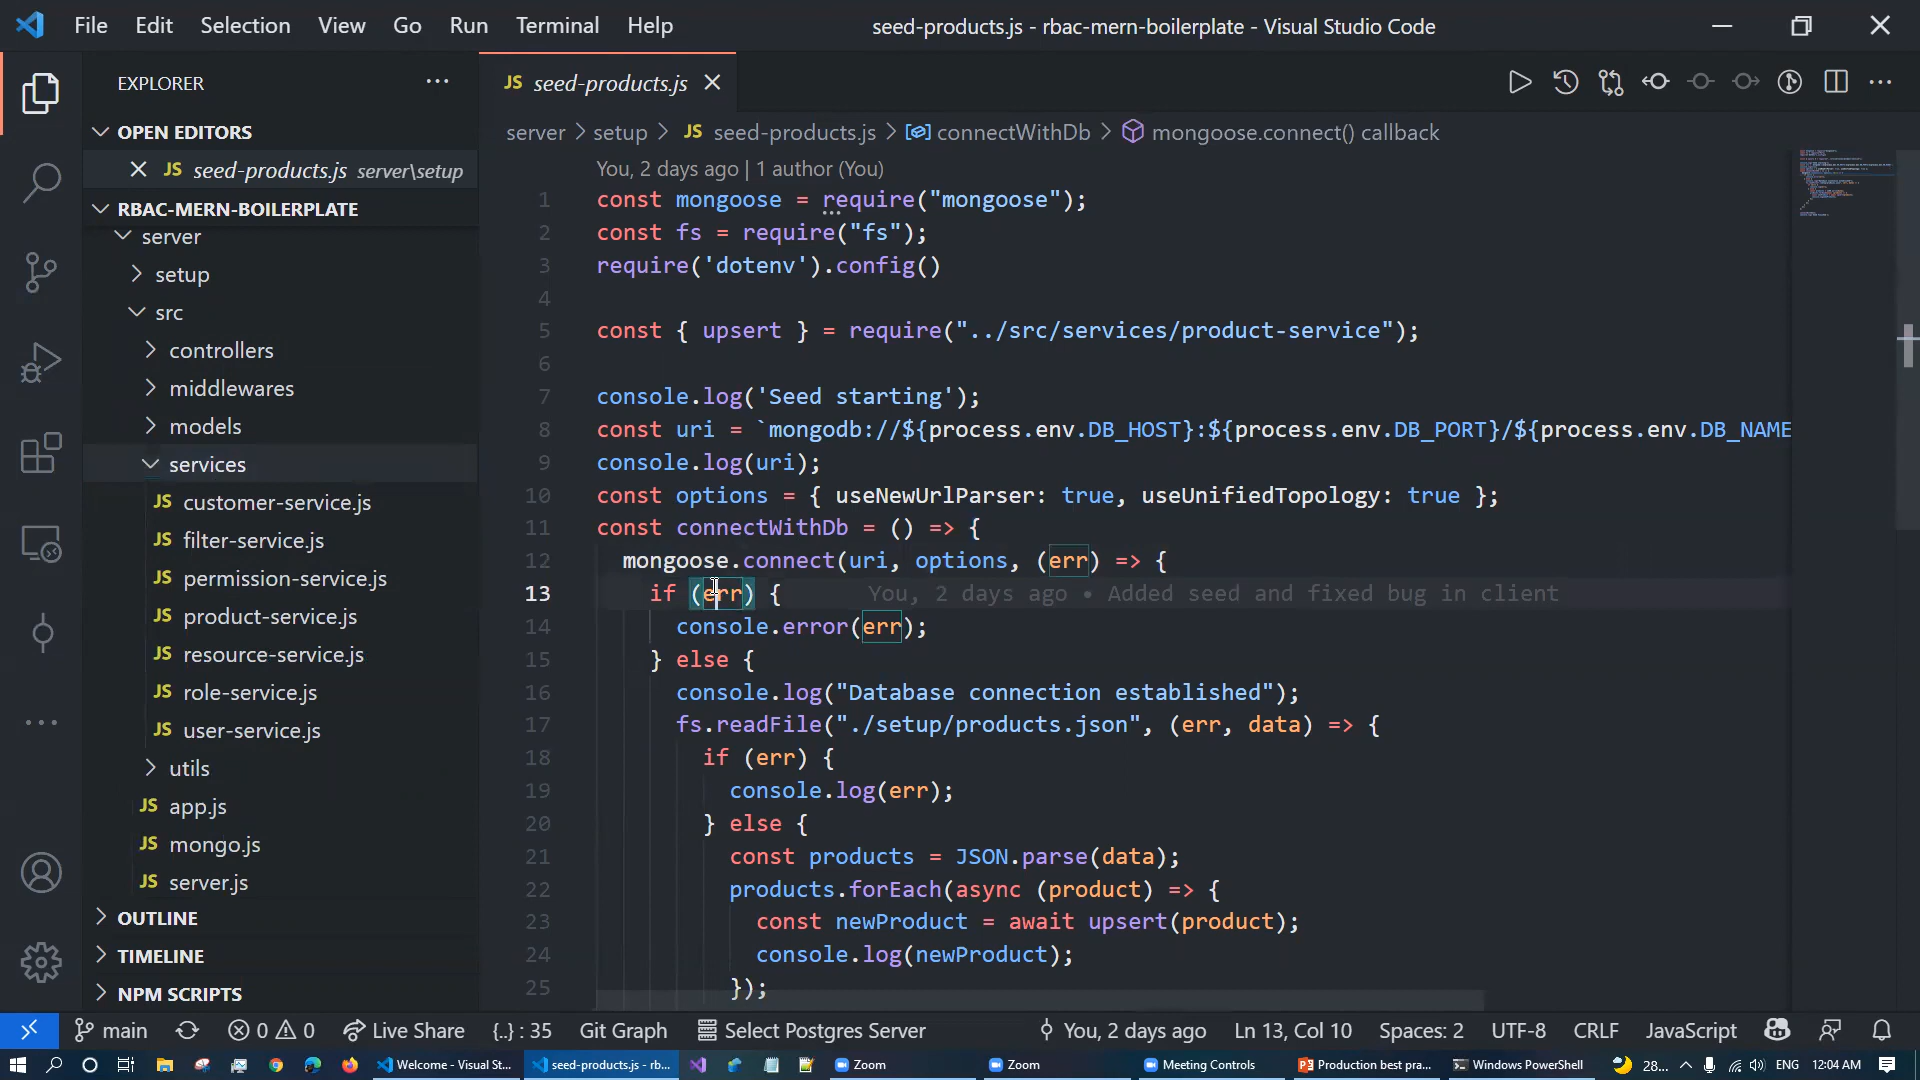 File Edit Selection View Go Run Terminal Help
seed-products.js - rbac-mern-boilerplate - Visual Studio Code
EXPLORER
OPEN EDITORS
JS seed-products.js server\setup
RBAC-MERN-BOILERPLATE
server
setup
src
controllers
middlewares
models
services
JS customer-service.js
JS filter-service.js
JS permission-service.js
JS product-service.js
JS resource-service.js
JS role-service.js
JS user-service.js
utils
JS app.js
JS mongo.js
JS server.js
OUTLINE
TIMELINE
NPM SCRIPTS
JS seed-products.js
server > setup > JS seed-products.js > connectWithDb > mongoose.connect() callback
You, 2 days ago | 1 author (You)
1 const mongoose = require("mongoose");
2 const fs = require("fs");
3 require('dotenv').config()
4
5 const { upsert } = require("../src/services/product-service");
6
7 console.log('Seed starting');
8 const uri = `mongodb://${process.env.DB_HOST}:${process.env.DB_PORT}/${process.env.DB_NAME
9 console.log(uri);
10 const options = { useNewUrlParser: true, useUnifiedTopology: true };
11 const connectWithDb = () => {
12 mongoose.connect(uri, options, (err) => {
13 if (err) { You, 2 days ago • Added seed and fixed bug in client
14 console.error(err);
15 } else {
16 console.log("Database connection established");
17 fs.readFile("./setup/products.json", (err, data) => {
18 if (err) {
19 console.log(err);
20 } else {
21 const products = JSON.parse(data);
22 products.forEach(async (product) => {
23 const newProduct = await upsert(product);
24 console.log(newProduct);
25 });
main 0 0 Live Share {..} : 35 Git Graph Select Postgres Server You, 2 days ago Ln 13, Col 10 Spaces: 2 UTF-8 CRLF JavaScript
Welcome - Visual St... seed-products.js - rb... Zoom Zoom Meeting Controls Production best pra... Windows PowerShell 28... ENG 12:04 AM